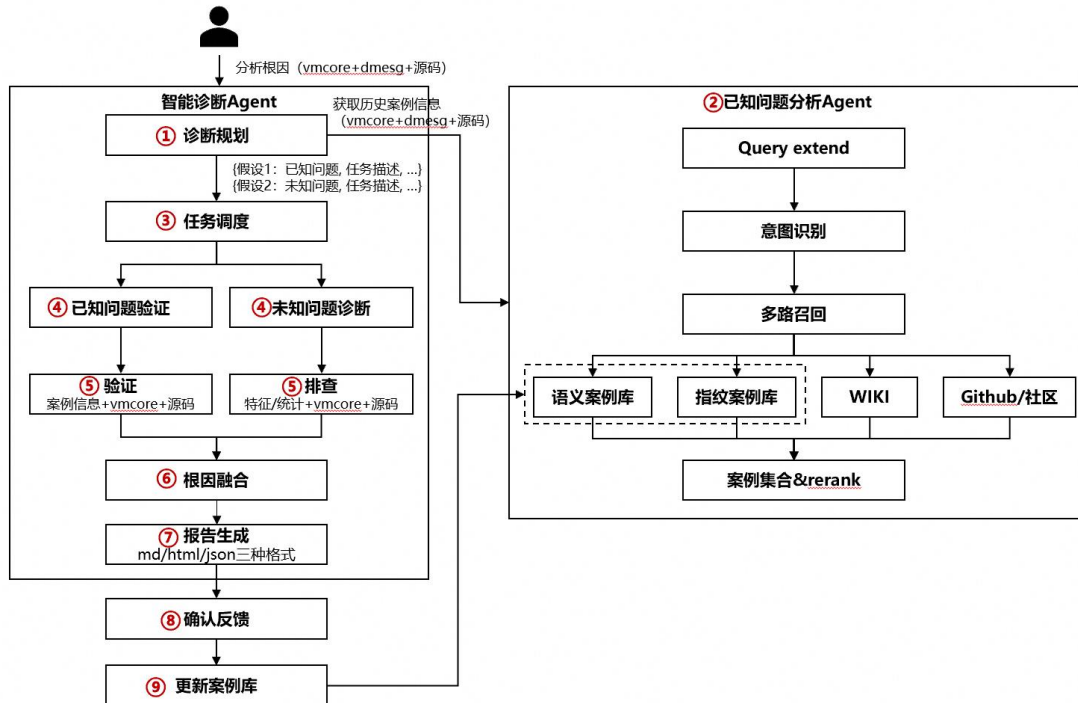 分析根因（vmcore+dmesg+源码）
智能诊断Agent
① 诊断规划
获取历史案例信息
（vmcore+dmesg+源码）
{假设1：已知问题, 任务描述, ...}
{假设2：未知问题, 任务描述, ...}
③ 任务调度
④ 已知问题验证
④ 未知问题诊断
⑤ 验证
案例信息+vmcore+源码
⑤ 排查
特征/统计+vmcore+源码
⑥ 根因融合
⑦ 报告生成
md/html/json三种格式
⑧ 确认反馈
⑨ 更新案例库
②已知问题分析Agent
Query extend
意图识别
多路召回
语义案例库
指纹案例库
WIKI
Github/社区
案例集合&rerank